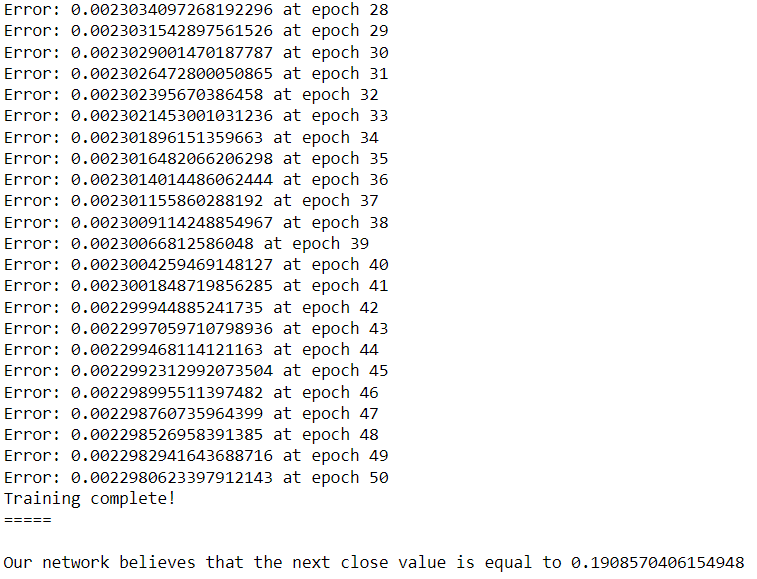 Error: 0.0023034097268192296 at epoch 28
Error: 0.0023031542897561526 at epoch 29
Error: 0.0023029001470187787 at epoch 30
Error: 0.0023026472800050865 at epoch 31
Error: 0.002302395670386458 at epoch 32
Error: 0.0023021453001031236 at epoch 33
Error: 0.002301896151359663 at epoch 34
Error: 0.0023016482066206298 at epoch 35
Error: 0.0023014014486062444 at epoch 36
Error: 0.002301155860288192 at epoch 37
Error: 0.0023009114248854967 at epoch 38
Error: 0.00230066812586048 at epoch 39
Error: 0.0023004259469148127 at epoch 40
Error: 0.0023001848719856285 at epoch 41
Error: 0.002299944885241735 at epoch 42
Error: 0.0022997059710798936 at epoch 43
Error: 0.002299468114121163 at epoch 44
Error: 0.0022992312992073504 at epoch 45
Error: 0.002298995511397482 at epoch 46
Error: 0.002298760735964399 at epoch 47
Error: 0.002298526958391385 at epoch 48
Error: 0.0022982941643688716 at epoch 49
Error: 0.0022980623397912143 at epoch 50
Training complete!
=====
Our network believes that the next close value is equal to 0.1908570406154948